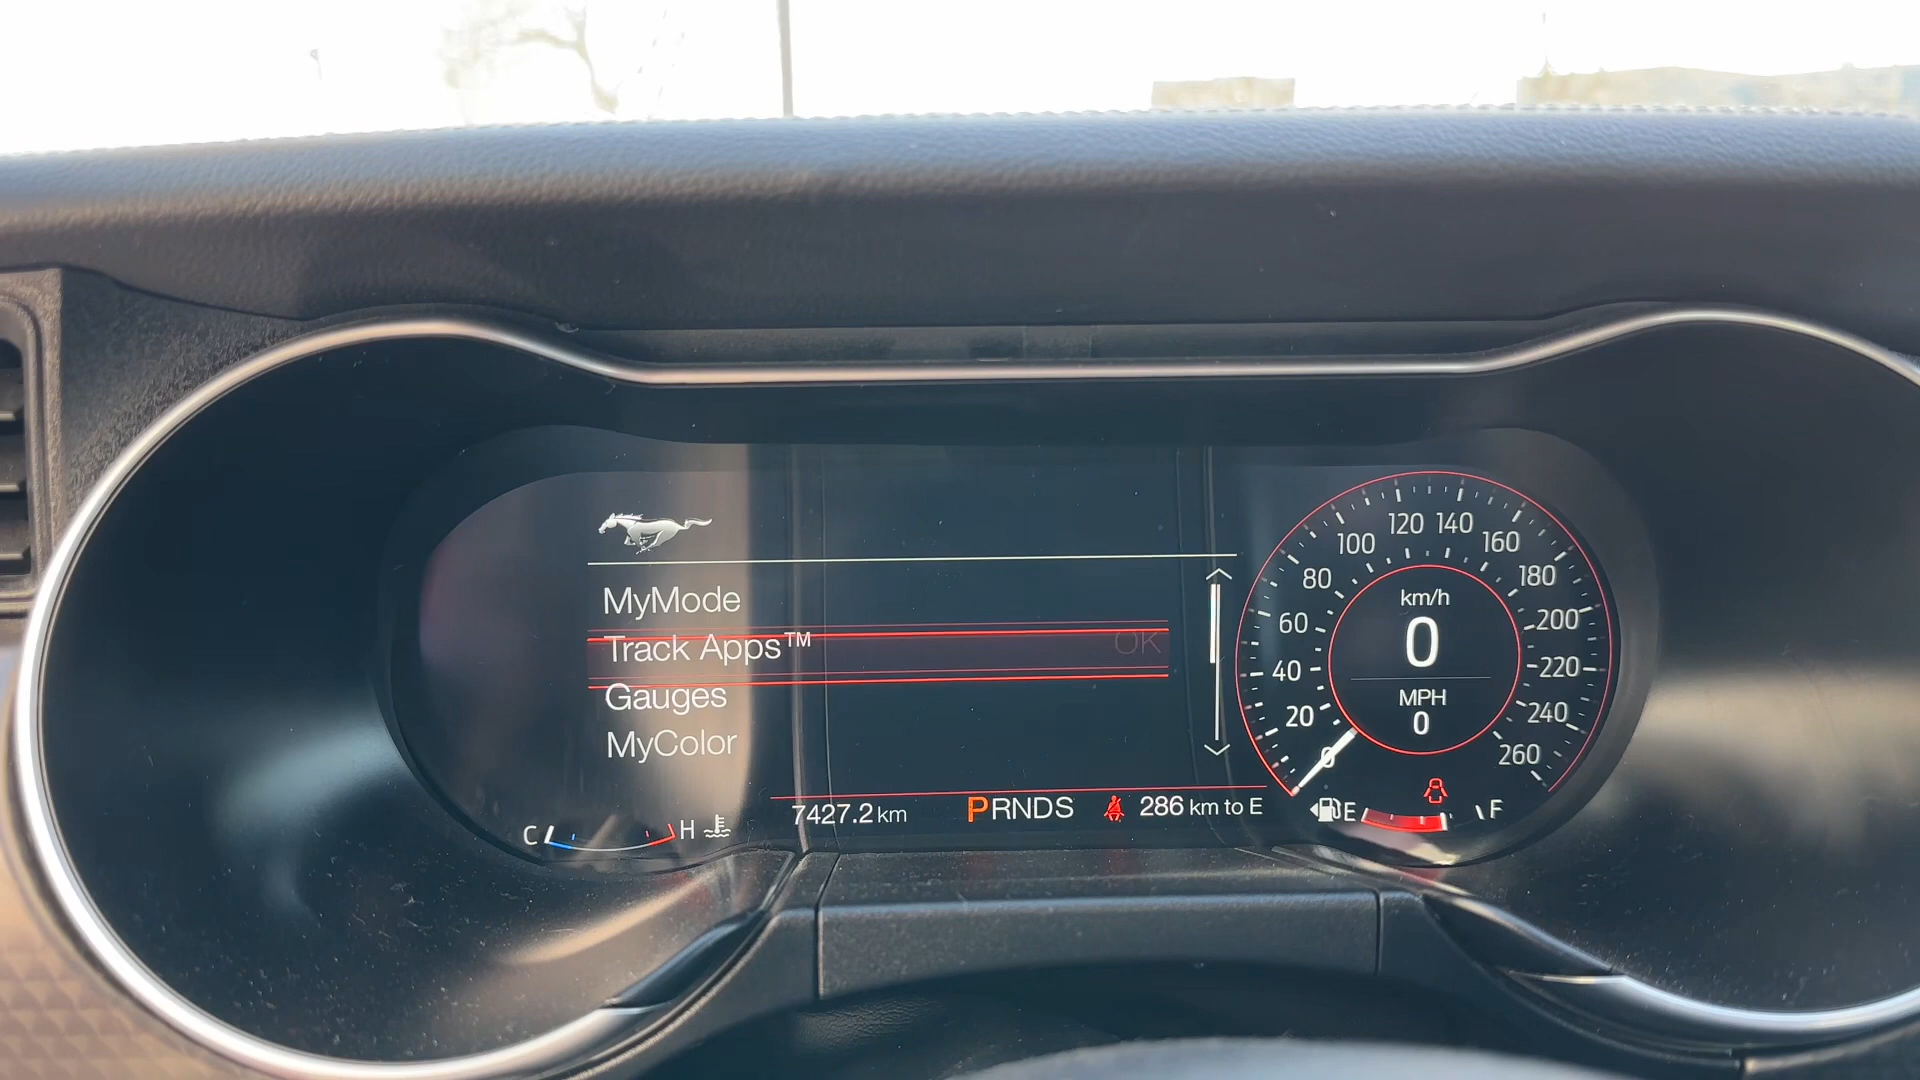 MyMode
Track Apps™
OK
Gauges
MyColor
C
H
7427.2 km
PRNDS
286 km to E
0
20
40
60
80
100
120
140
160
180
200
220
240
260
km/h
0
MPH
0
E
F